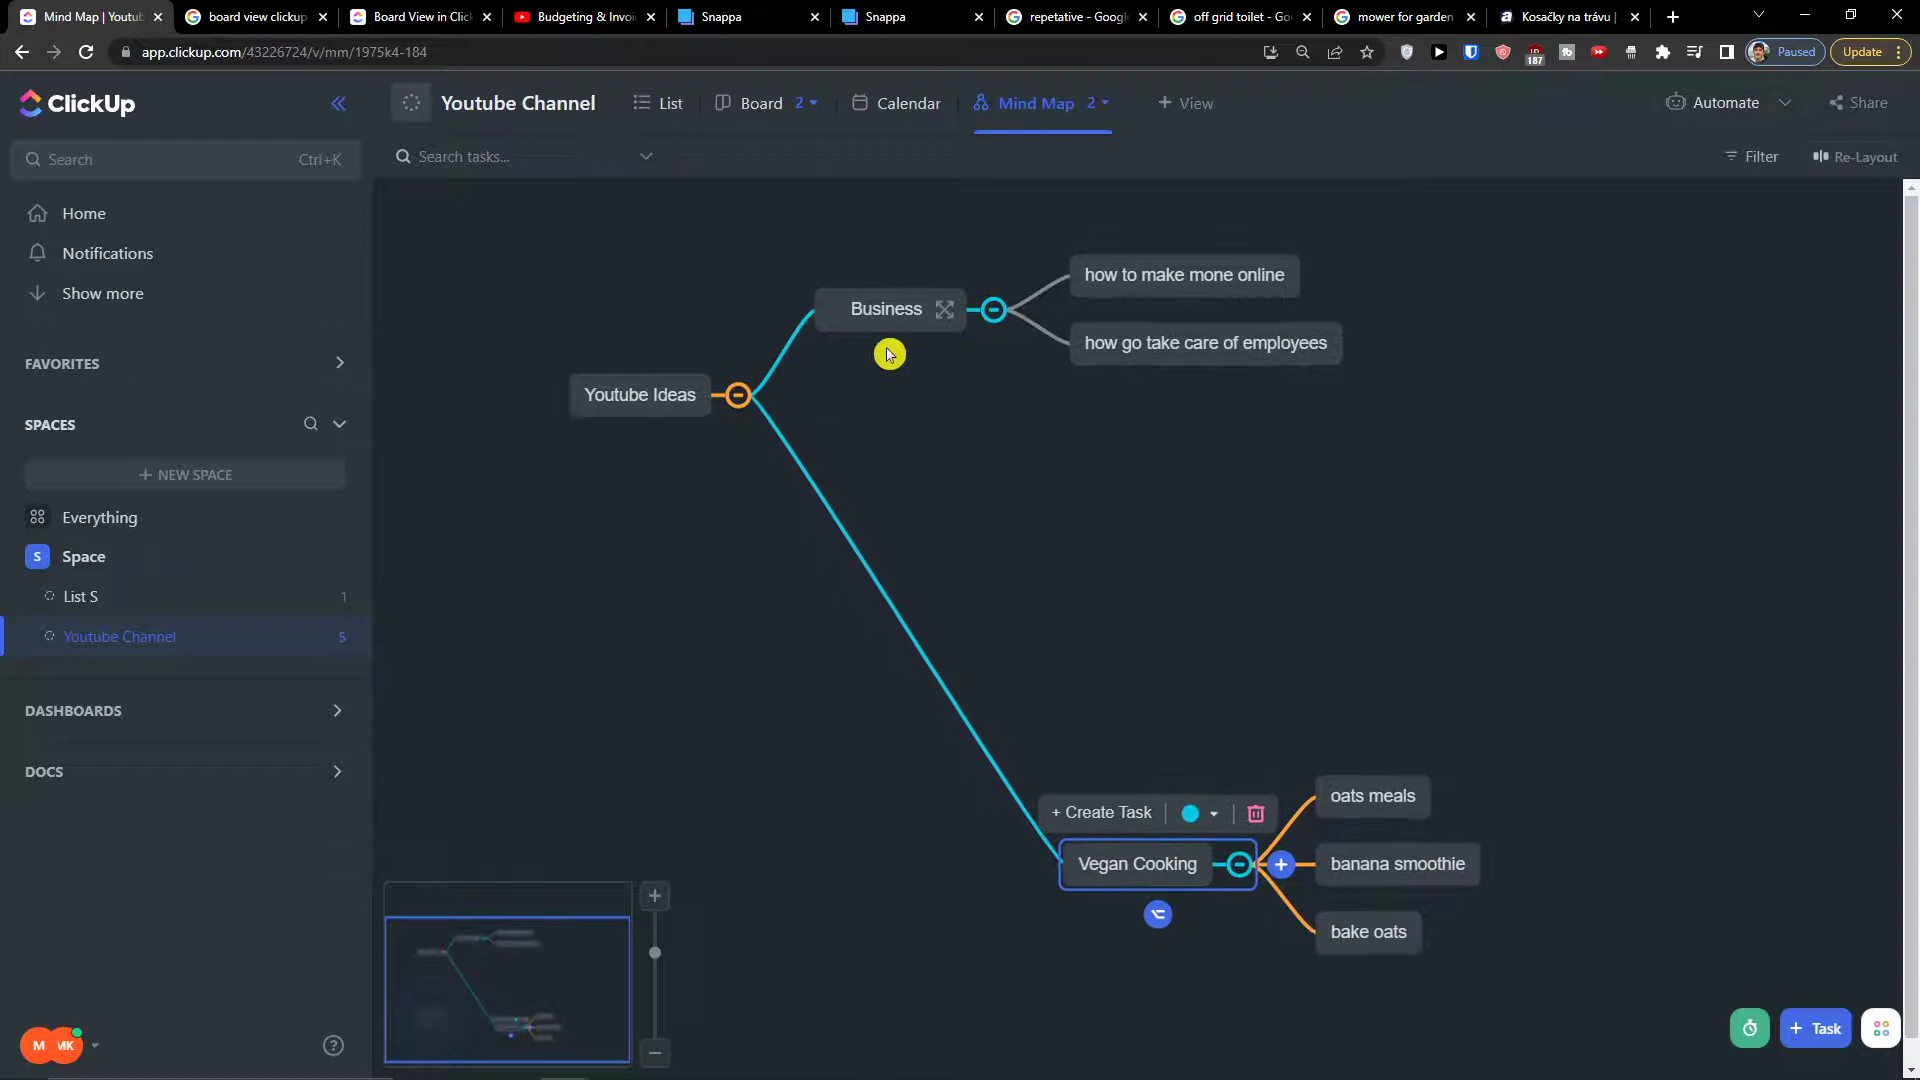 Mind Map | Youtub
board view clickup
Board View in Click
Budgeting & Invoi
Snappa
Snappa
repetative - Google
off grid toilet - Goo
mower for garden
Kosačky na trávu |
app.clickup.com/43226724/v/mm/1975k4-184
187
Paused
Update
ClickUp
Youtube Channel
List
Board 2
Calendar
Mind Map 2
+ View
Automate
Share
Search
Ctrl+K
Search tasks...
Filter
Re-Layout
Home
Notifications
Show more
FAVORITES
SPACES
+ NEW SPACE
Everything
S Space
List S 1
Youtube Channel 5
DASHBOARDS
DOCS
Business
how to make mone online
how go take care of employees
Youtube Ideas
+ Create Task
Vegan Cooking
oats meals
banana smoothie
bake oats
M MK
?
+ Task